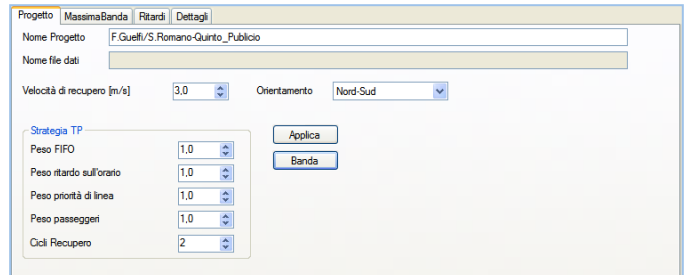 Progetto MassimaBanda Ritardi Dettagli
Nome Progetto F.Guelfi/S.Romano-Quinto_Publicio
Nome file dati
Velocità di recupero [m/s] 3,0 Orientamento Nord-Sud
Strategia TP
Applica
Peso FIFO 1,0
Banda
Peso ritardo sull'orario 1,0
Peso priorità di linea 1,0
Peso passeggeri 1,0
Cicli Recupero 2